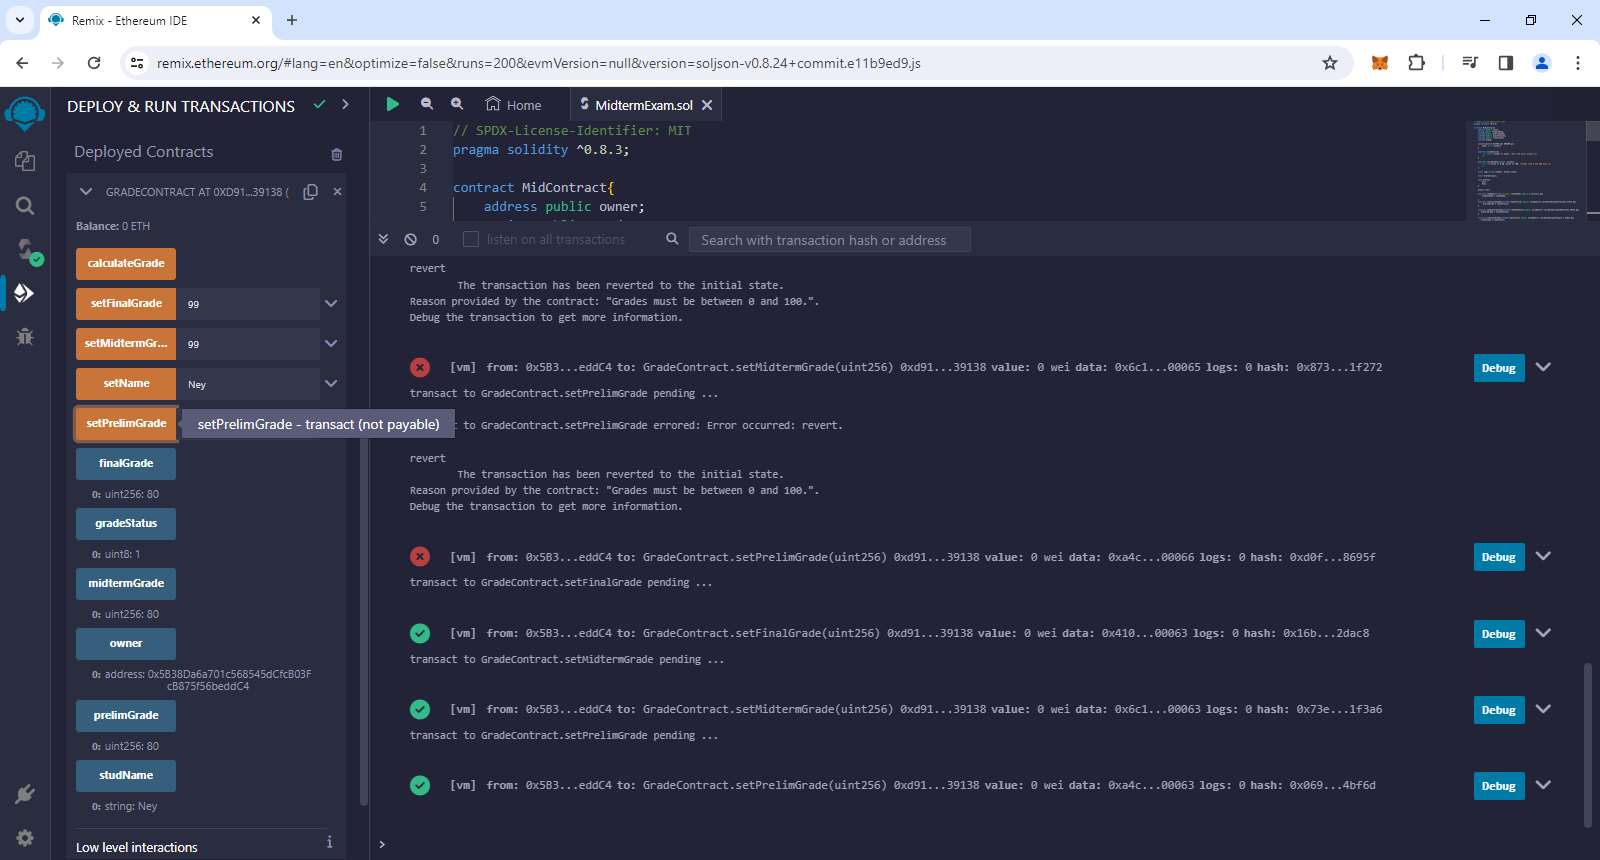 Remix - Ethereum IDE
remix.ethereum.org/#lang=en&optimize=false&runs=200&evmVersion=null&version=soljson-v0.8.24+commit.e11b9ed9.js
DEPLOY & RUN TRANSACTIONS
Deployed Contracts
GRADECONTRACT AT 0XD91...39138 (
Balance: 0 ETH
calculateGrade
setFinalGrade 99
setMidtermGr... 99
setName Ney
setPrelimGrade
setPrelimGrade - transact (not payable)
finalGrade
0: uint256: 80
gradeStatus
0: uint8: 1
midtermGrade
0: uint256: 80
owner
0: address: 0x5B38Da6a701c568545dCfcB03F
cB875f56beddC4
prelimGrade
0: uint256: 80
studName
0: string: Ney
Low level interactions
Home
MidtermExam.sol
1 // SPDX-License-Identifier: MIT
2 pragma solidity ^0.8.3;
3
4 contract MidContract{
5 address public owner;
0 listen on all transactions
Search with transaction hash or address
revert
The transaction has been reverted to the initial state.
Reason provided by the contract: "Grades must be between 0 and 100.".
Debug the transaction to get more information.
[vm] from: 0x5B3...eddC4 to: GradeContract.setMidtermGrade(uint256) 0xd91...39138 value: 0 wei data: 0x6c1...00065 logs: 0 hash: 0x873...1f272
Debug
transact to GradeContract.setPrelimGrade pending ...
ct to GradeContract.setPrelimGrade errored: Error occurred: revert.
revert
The transaction has been reverted to the initial state.
Reason provided by the contract: "Grades must be between 0 and 100.".
Debug the transaction to get more information.
[vm] from: 0x5B3...eddC4 to: GradeContract.setPrelimGrade(uint256) 0xd91...39138 value: 0 wei data: 0xa4c...00066 logs: 0 hash: 0xd0f...8695f
Debug
transact to GradeContract.setFinalGrade pending ...
[vm] from: 0x5B3...eddC4 to: GradeContract.setFinalGrade(uint256) 0xd91...39138 value: 0 wei data: 0x410...00063 logs: 0 hash: 0x16b...2dac8
Debug
transact to GradeContract.setMidtermGrade pending ...
[vm] from: 0x5B3...eddC4 to: GradeContract.setMidtermGrade(uint256) 0xd91...39138 value: 0 wei data: 0x6c1...00063 logs: 0 hash: 0x73e...1f3a6
Debug
transact to GradeContract.setPrelimGrade pending ...
[vm] from: 0x5B3...eddC4 to: GradeContract.setPrelimGrade(uint256) 0xd91...39138 value: 0 wei data: 0xa4c...00063 logs: 0 hash: 0x069...4bf6d
Debug
>